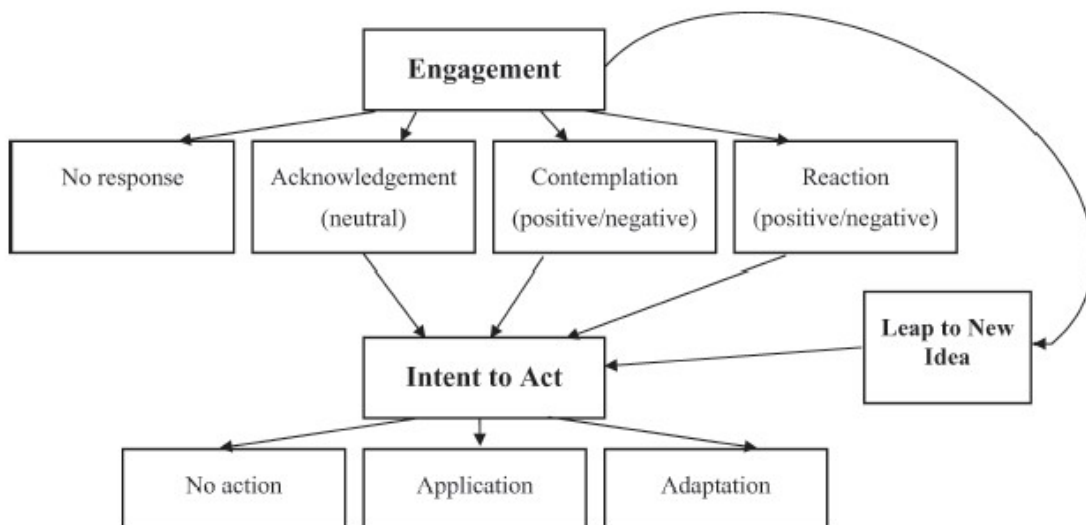 Engagement
No response
Acknowledgement
(neutral)
Contemplation
(positive/negative)
Reaction
(positive/negative)
Leap to New
Idea
Intent to Act
No action
Application
Adaptation